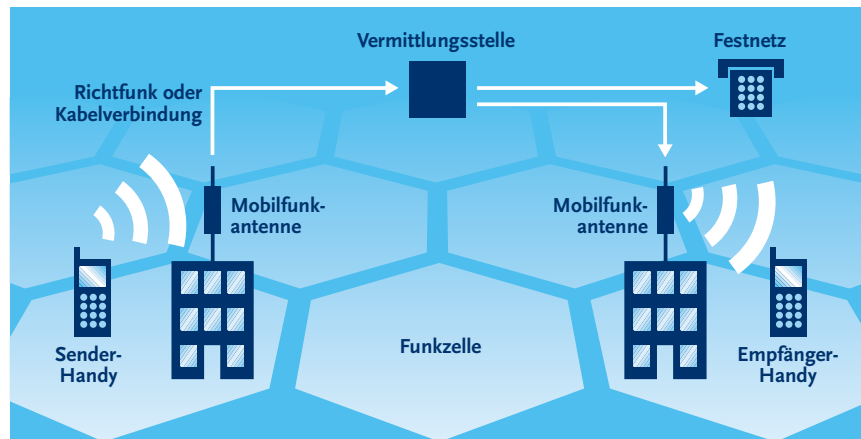 Vermittlungsstelle
Festnetz
Richtfunk oder
Kabelverbindung
Mobilfunk-
antenne
Mobilfunk-
antenne
Sender-
Handy
Funkzelle
Empfänger-
Handy